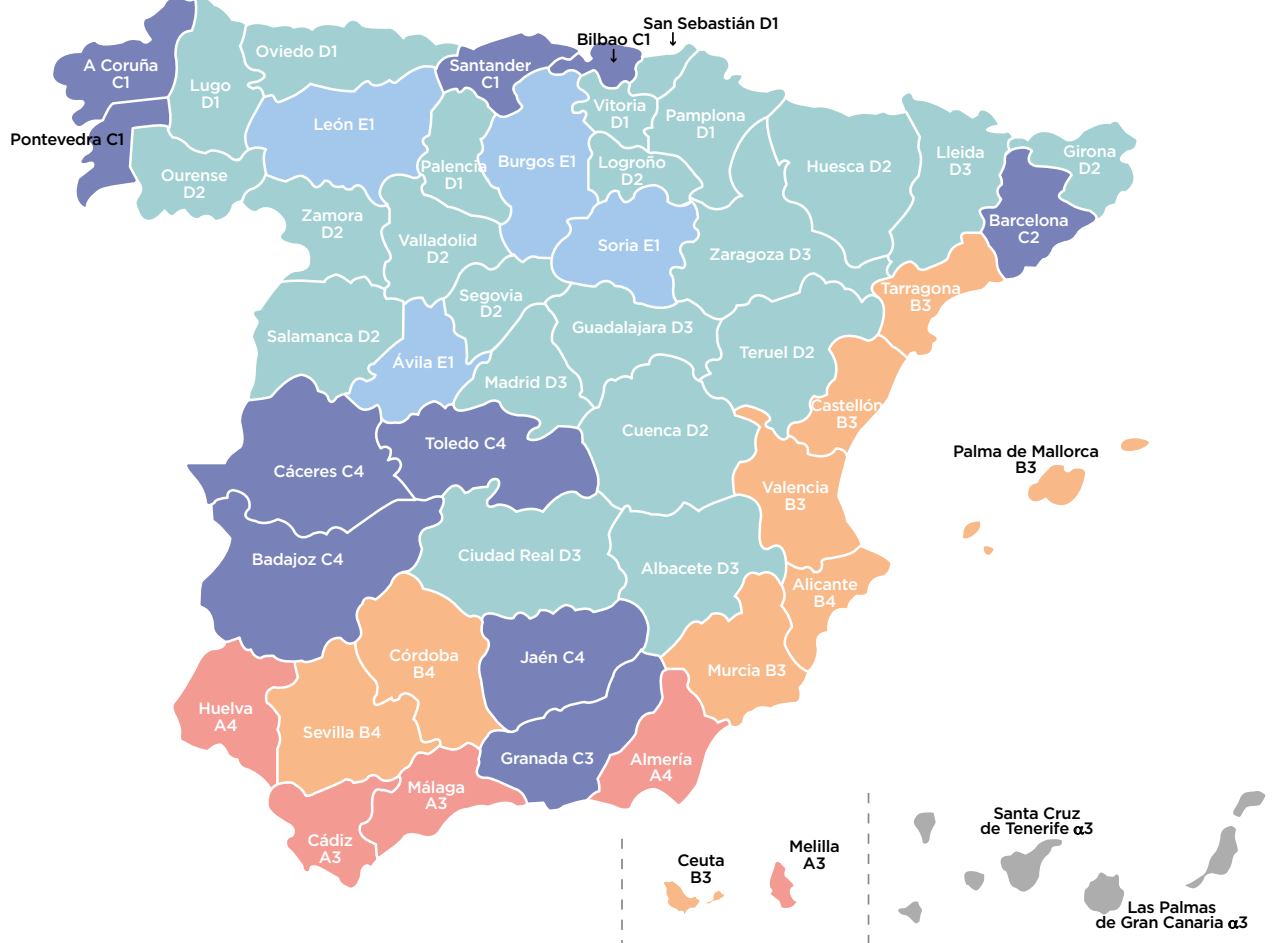 San Sebastián D1
Bilbao C1
↓
↓
A Coruña
C1
Lugo
D1
Oviedo D1
Santander
C1
Vitoria
D1
Pamplona
D1
León E1
Pontevedra C1
Ourense
D2
Palencia
D1
Burgos E1
Logroño
D2
Huesca D2
Lleida
D3
Girona
D2
Barcelona
C2
Zamora
D2
Valladolid
D2
Soria E1
Zaragoza D3
Tarragona
B3
Segovia
D2
Guadalajara D3
Salamanca D2
Ávila E1
Madrid D3
Teruel D2
Castellón
B3
Cuenca D2
Toledo C4
Cáceres C4
Palma de Mallorca
B3
Valencia
B3
Badajoz C4
Ciudad Real D3
Albacete D3
Alicante
B4
Córdoba
B4
Jaén C4
Murcia B3
Huelva
A4
Sevilla B4
Granada C3
Almería
A4
Málaga
A3
Cádiz
A3
Ceuta
B3
Melilla
A3
Santa Cruz
de Tenerife α3
Las Palmas
de Gran Canaria α3